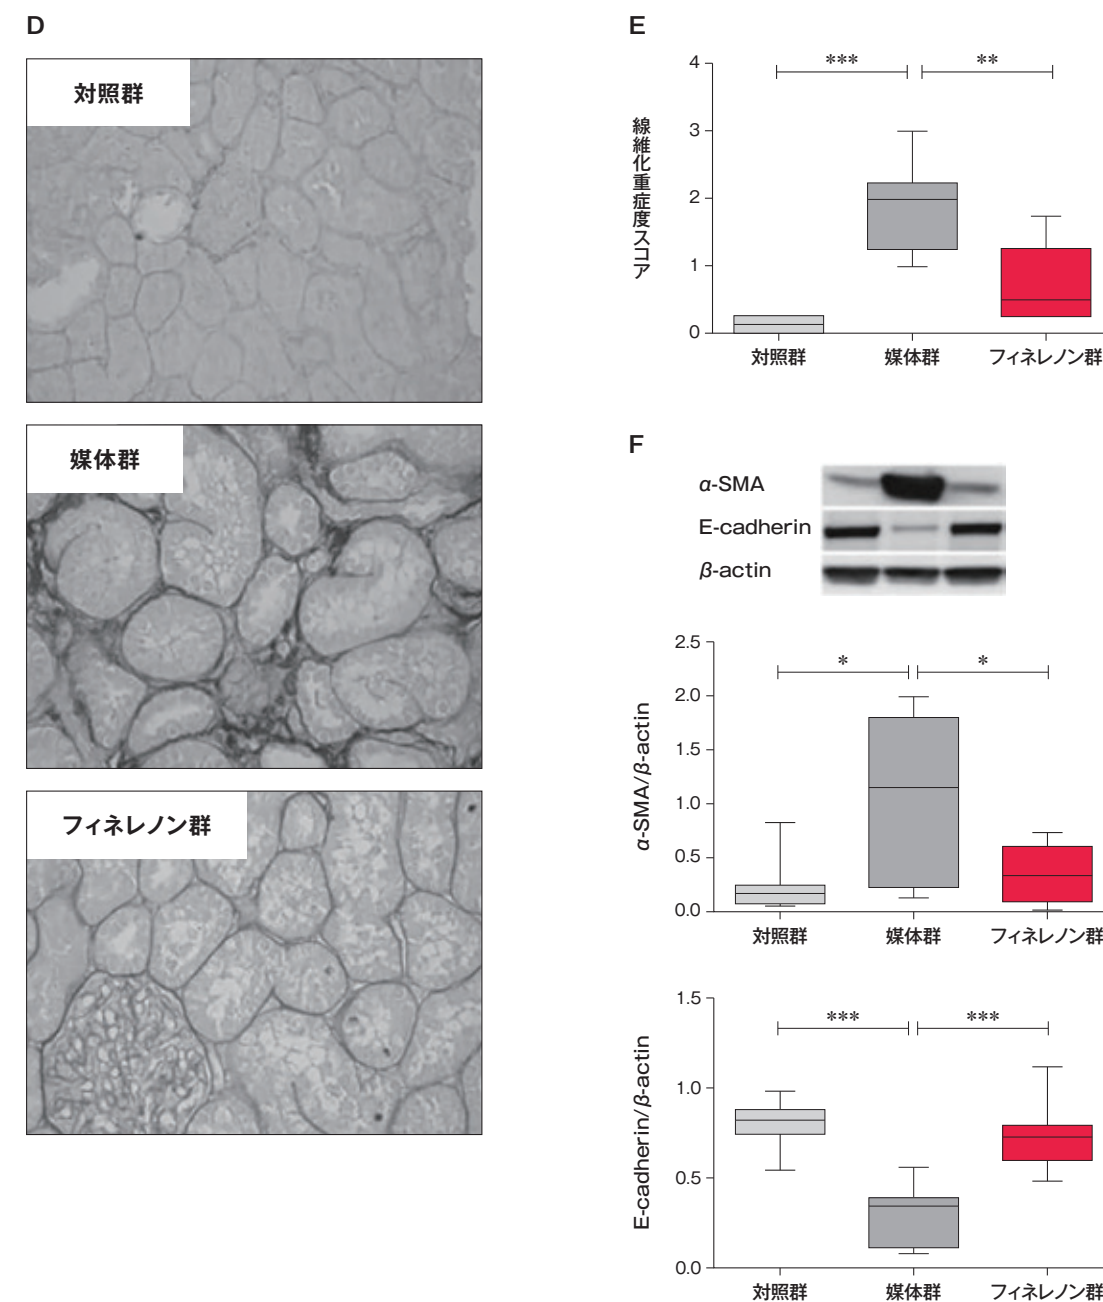 D
対照群
媒体群
フィネレノン群
E
*** **
4
3
2
1
0
線維化重症度スコア
対照群 媒体群 フィネレノン群
F
α-SMA
E-cadherin
β-actin
2.5
2.0
1.5
1.0
0.5
0.0
* *
α-SMA/β-actin
対照群 媒体群 フィネレノン群
1.5
1.0
0.5
0.0
*** ***
E-cadherin/β-actin
対照群 媒体群 フィネレノン群